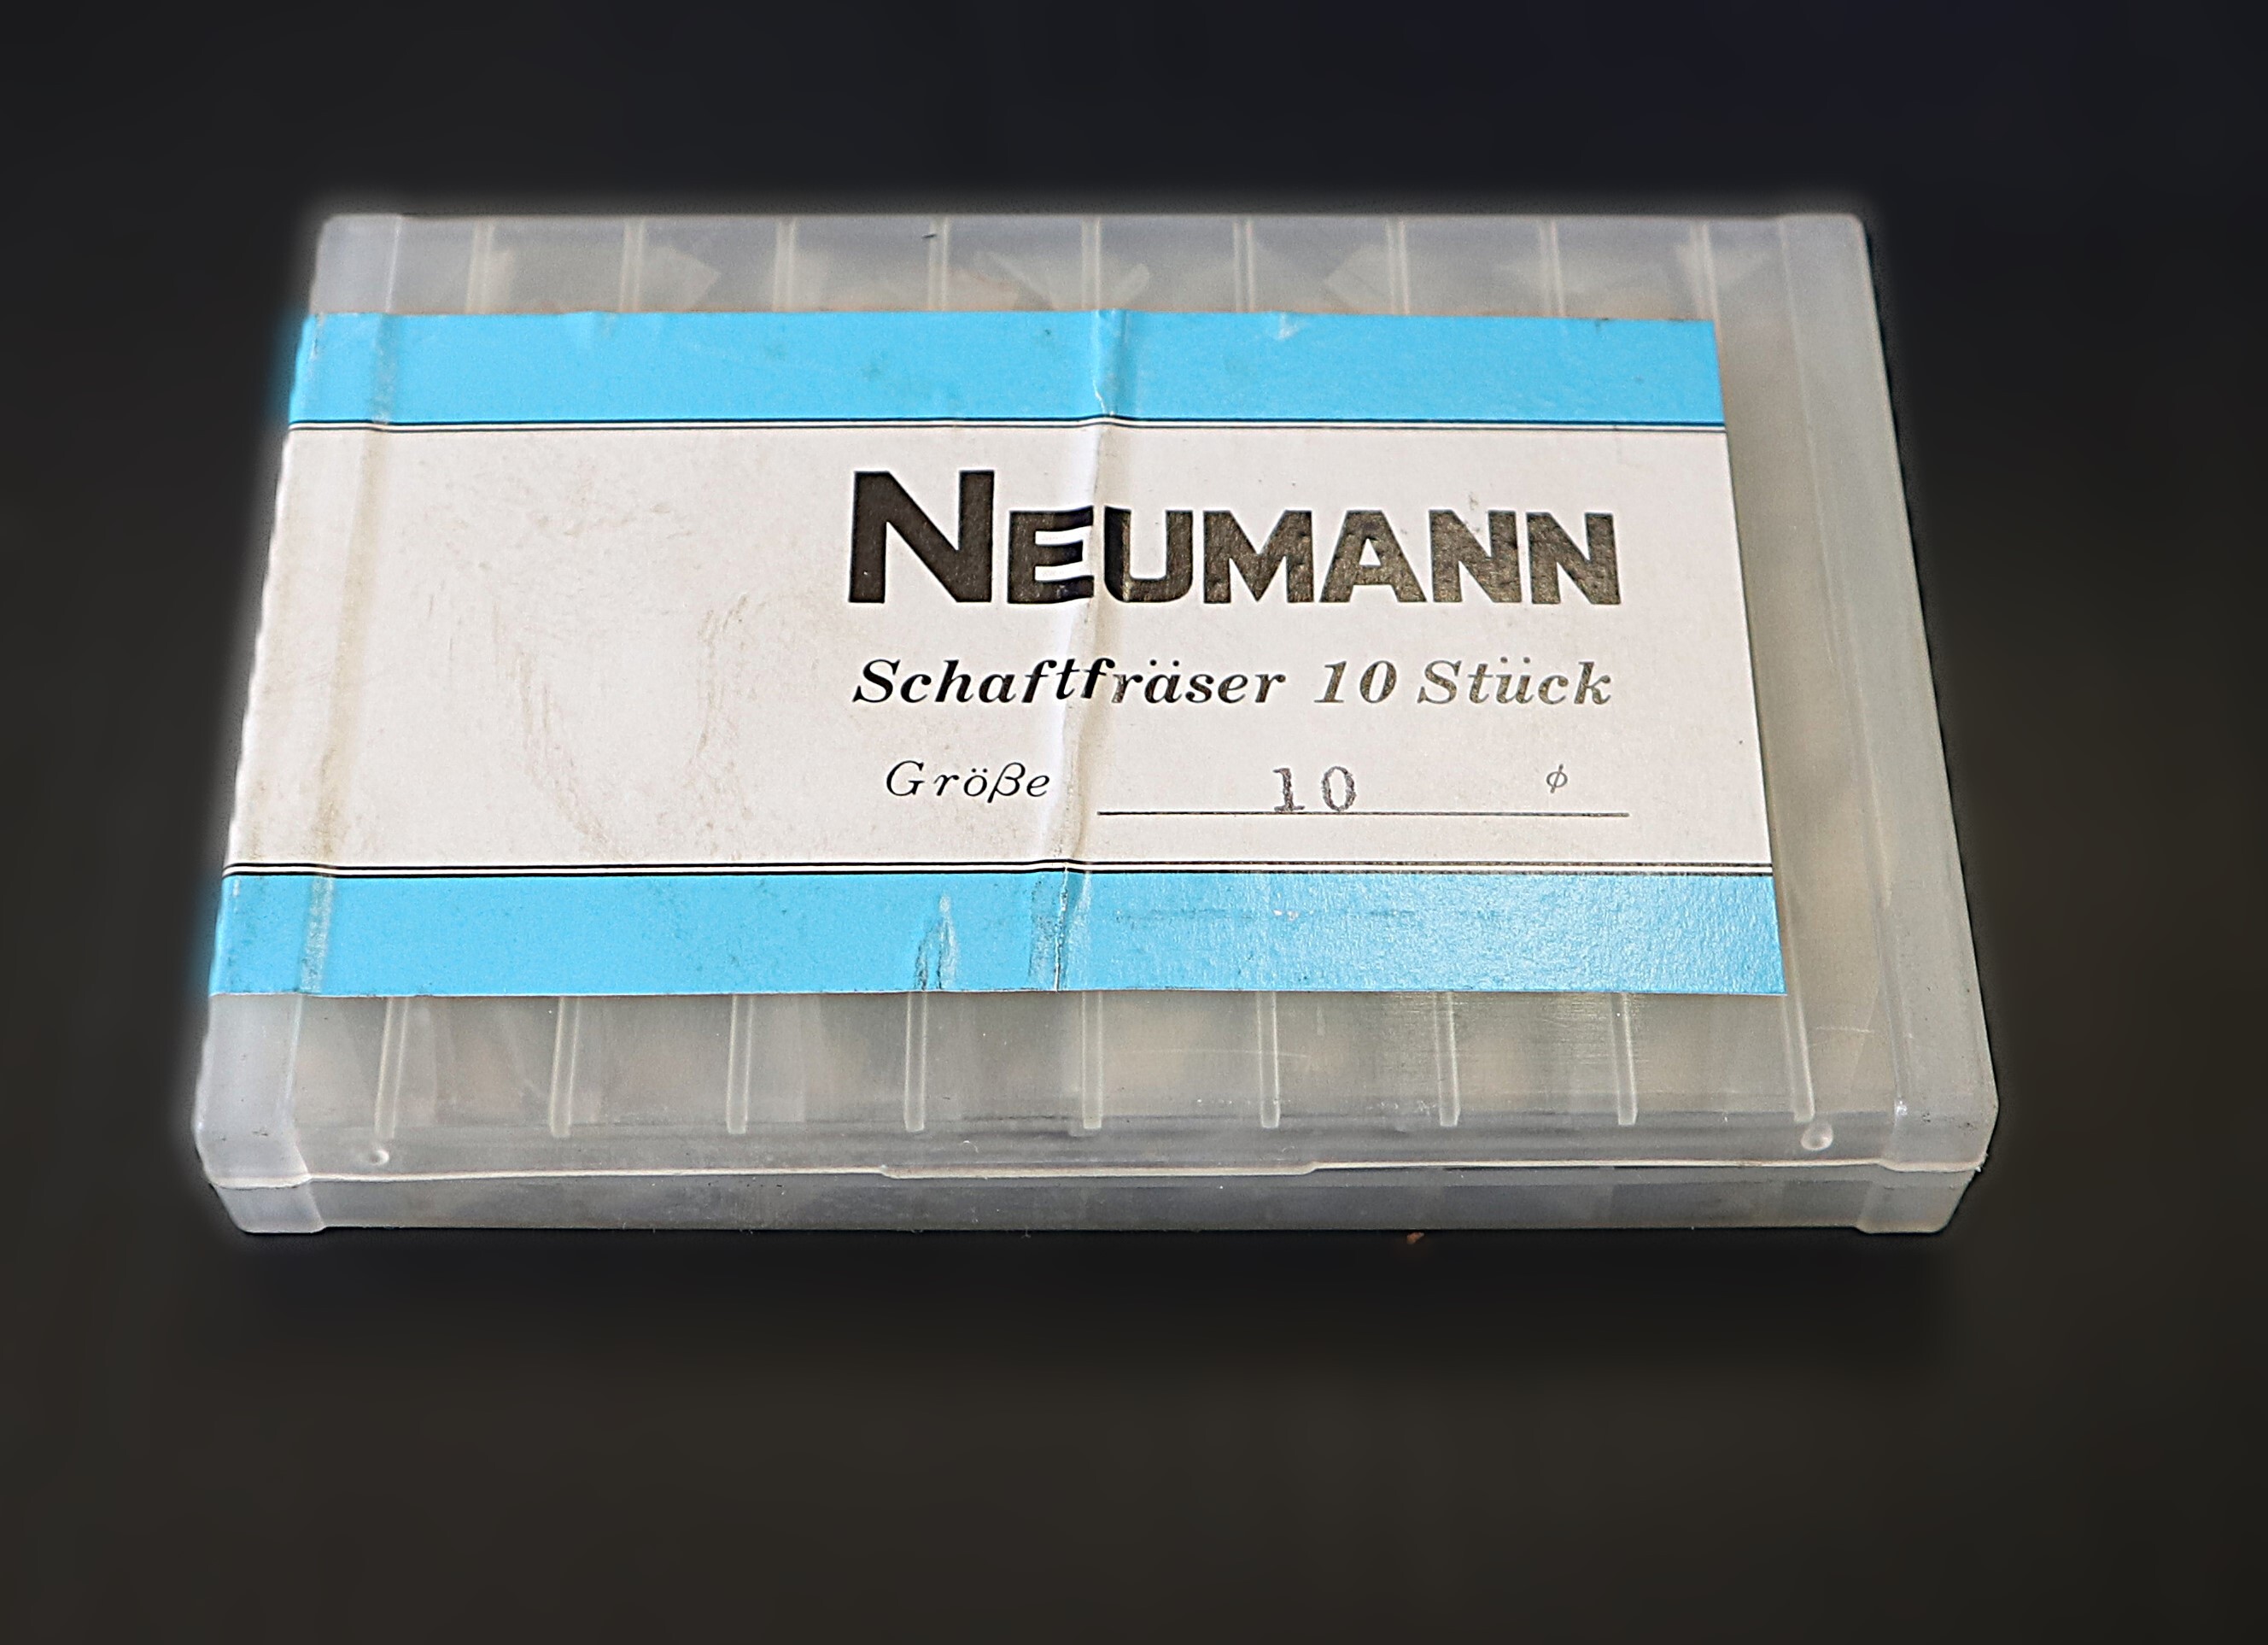 NEUMANN
Schaftfräser 10 Stück
Größe 10 ϕ